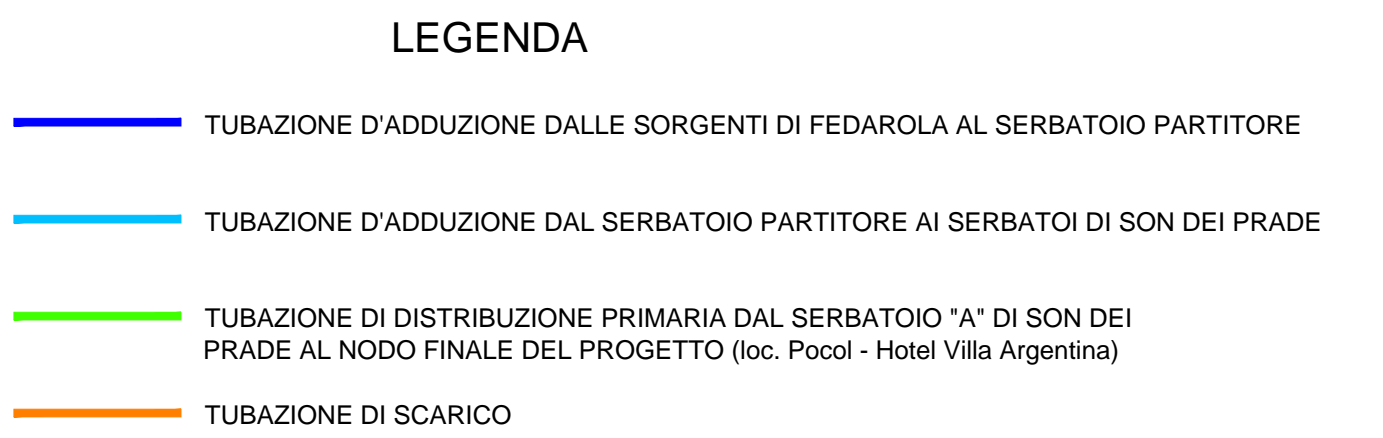 LEGENDA
TUBAZIONE D'ADDUZIONE DALLE SORGENTI DI FEDAROLA AL SERBATOIO PARTITORE
TUBAZIONE D'ADDUZIONE DAL SERBATOIO PARTITORE AI SERBATOI DI SON DEI PRADE
TUBAZIONE DI DISTRIBUZIONE PRIMARIA DAL SERBATOIO "A" DI SON DEI
PRADE AL NODO FINALE DEL PROGETTO (loc. Pocol - Hotel Villa Argentina)
TUBAZIONE DI SCARICO